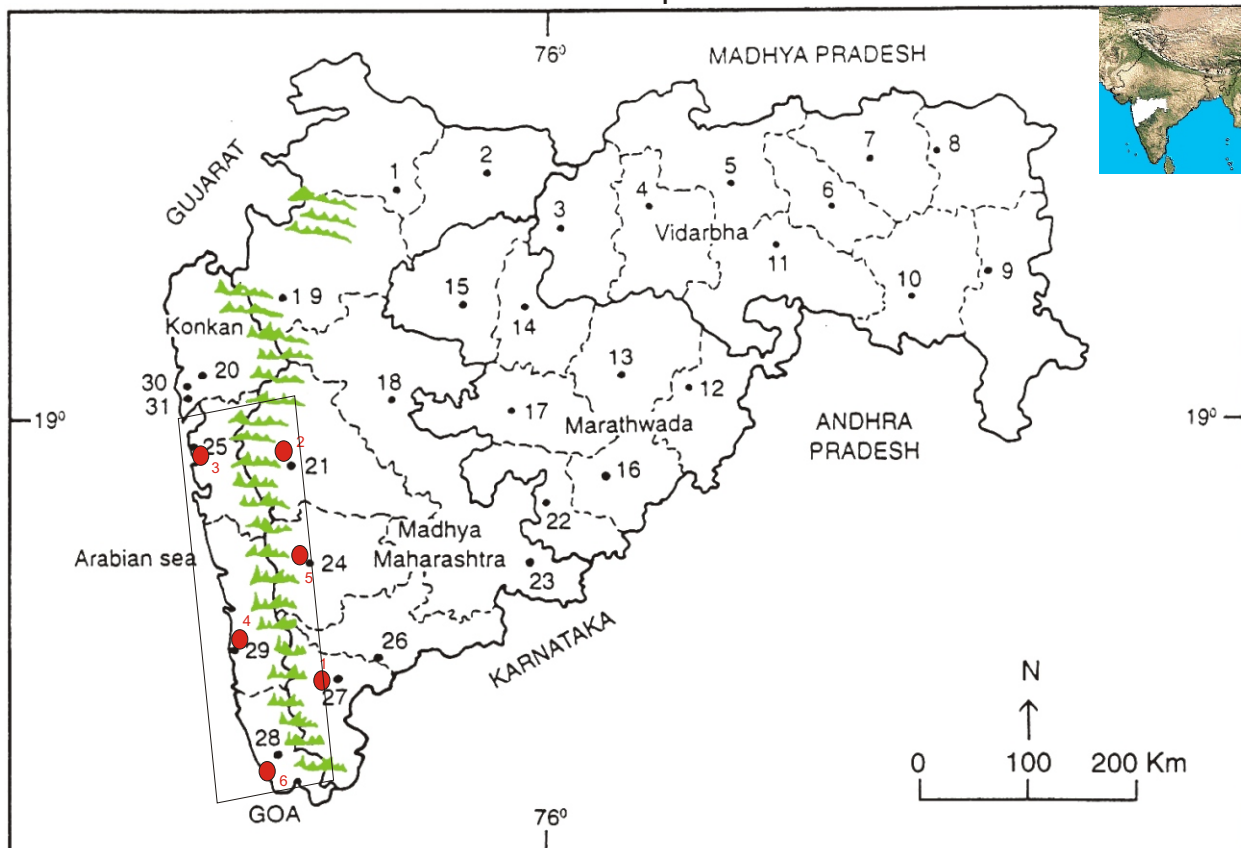 76⁰
MADHYA PRADESH
GUJARAT
1
2
3
4
5
6
7
8
9
10
11
Vidarbha
15
14
19
Konkan
20
30
31
18
13
12
17
Marathwada
19⁰
19⁰
ANDHRA
PRADESH
25
3
2
21
16
22
Madhya
Maharashtra
Arabian sea
24
5
23
4
29
26
KARNATAKA
1
27
28
6
GOA
N
0 100 200 Km
76⁰